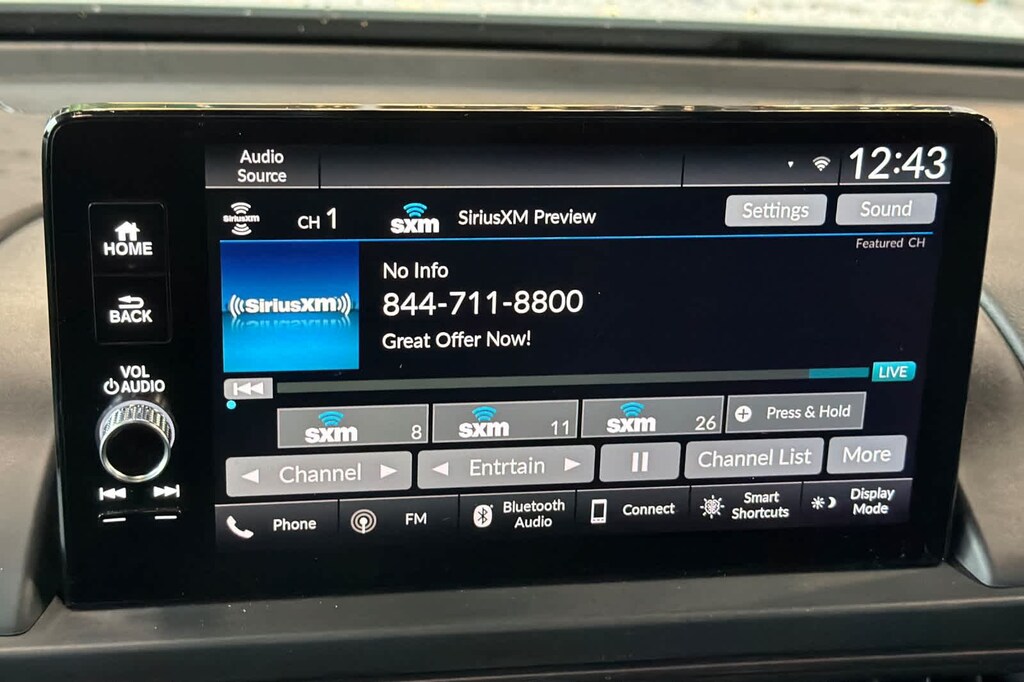 Audio
Source
12:43
HOME
BACK
VOL
AUDIO
SiriusXM
CH 1
sxm
SiriusXM Preview
Settings
Sound
Featured CH
((SiriusXM))
No Info
844-711-8800
Great Offer Now!
LIVE
sxm 8
sxm 11
sxm 26
Press & Hold
Channel
Entrtain
Channel List
More
Phone
FM
Bluetooth
Audio
Connect
Smart
Shortcuts
Display
Mode